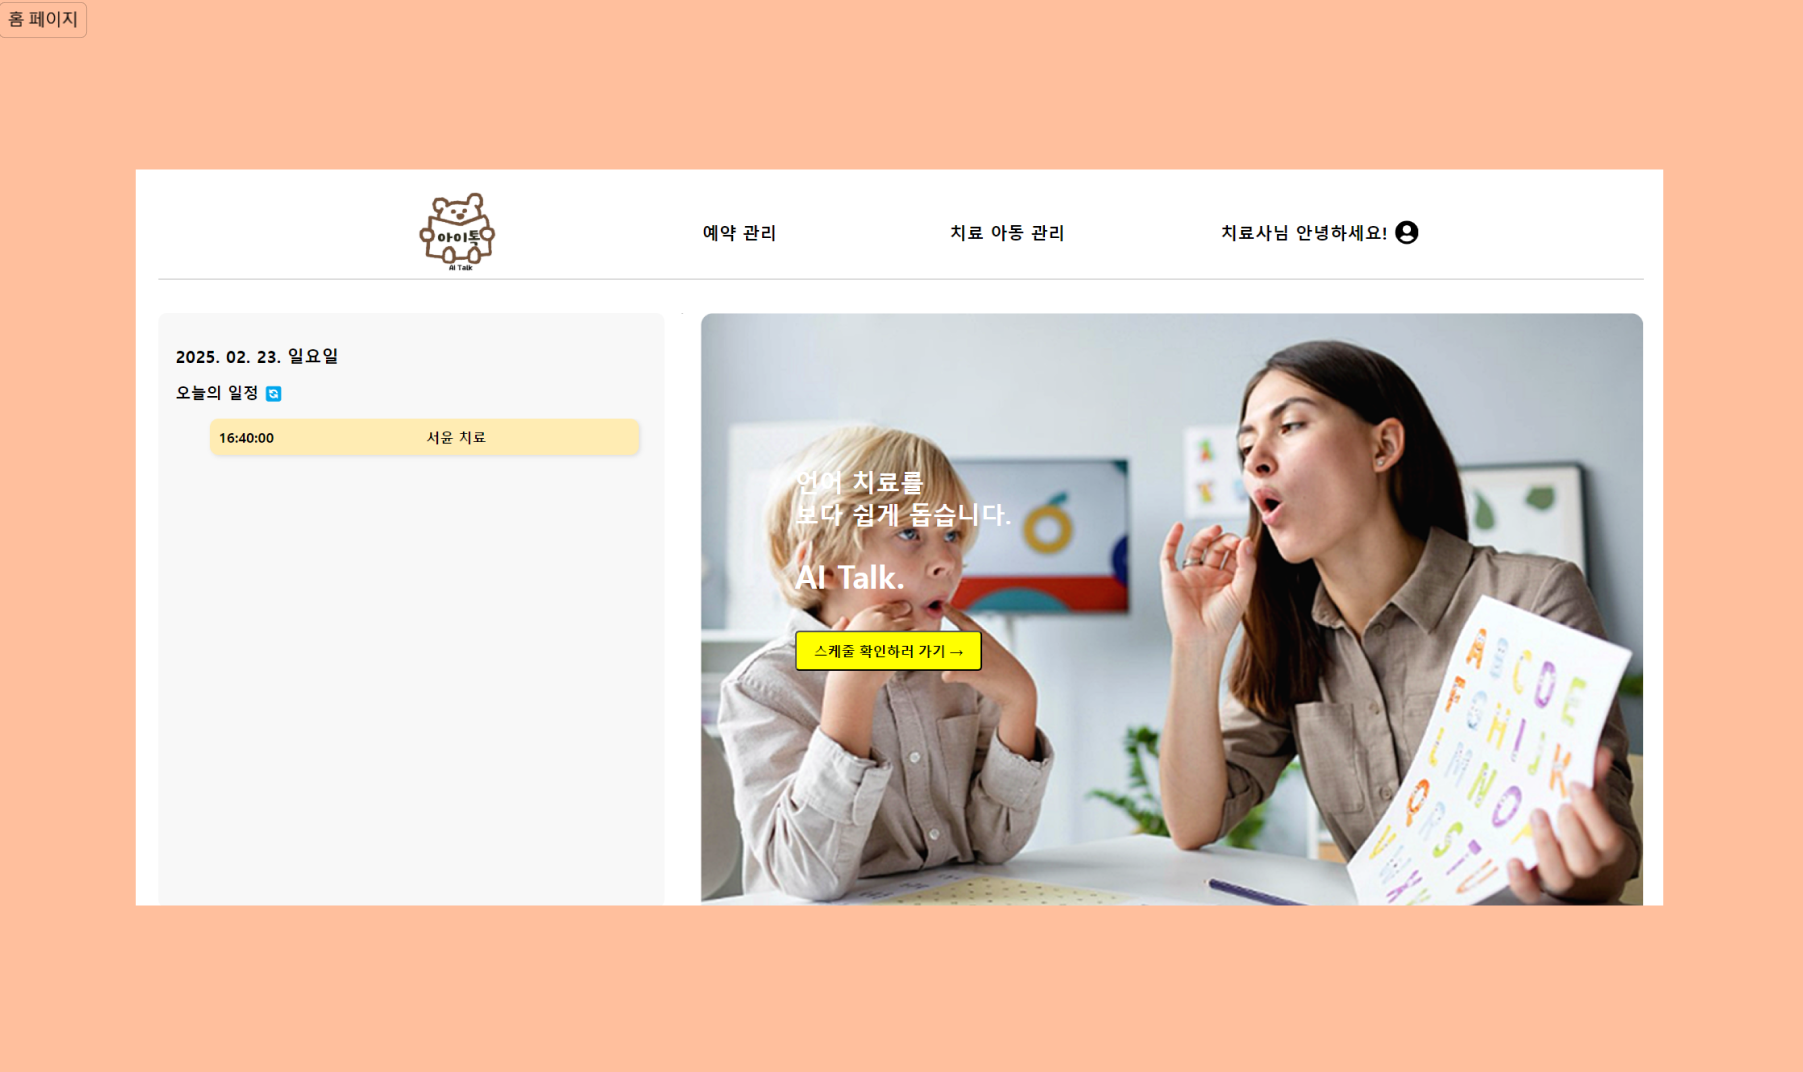 홈 페이지
아이톡
AI Talk
예약 관리
치료 아동 관리
치료사님 안녕하세요!
2025. 02. 23. 일요일
오늘의 일정
16:40:00 서윤 치료
언어 치료를
보다 쉽게 돕습니다.
AI Talk.
스케줄 확인하러 가기 →
A B C D E
G H I J K